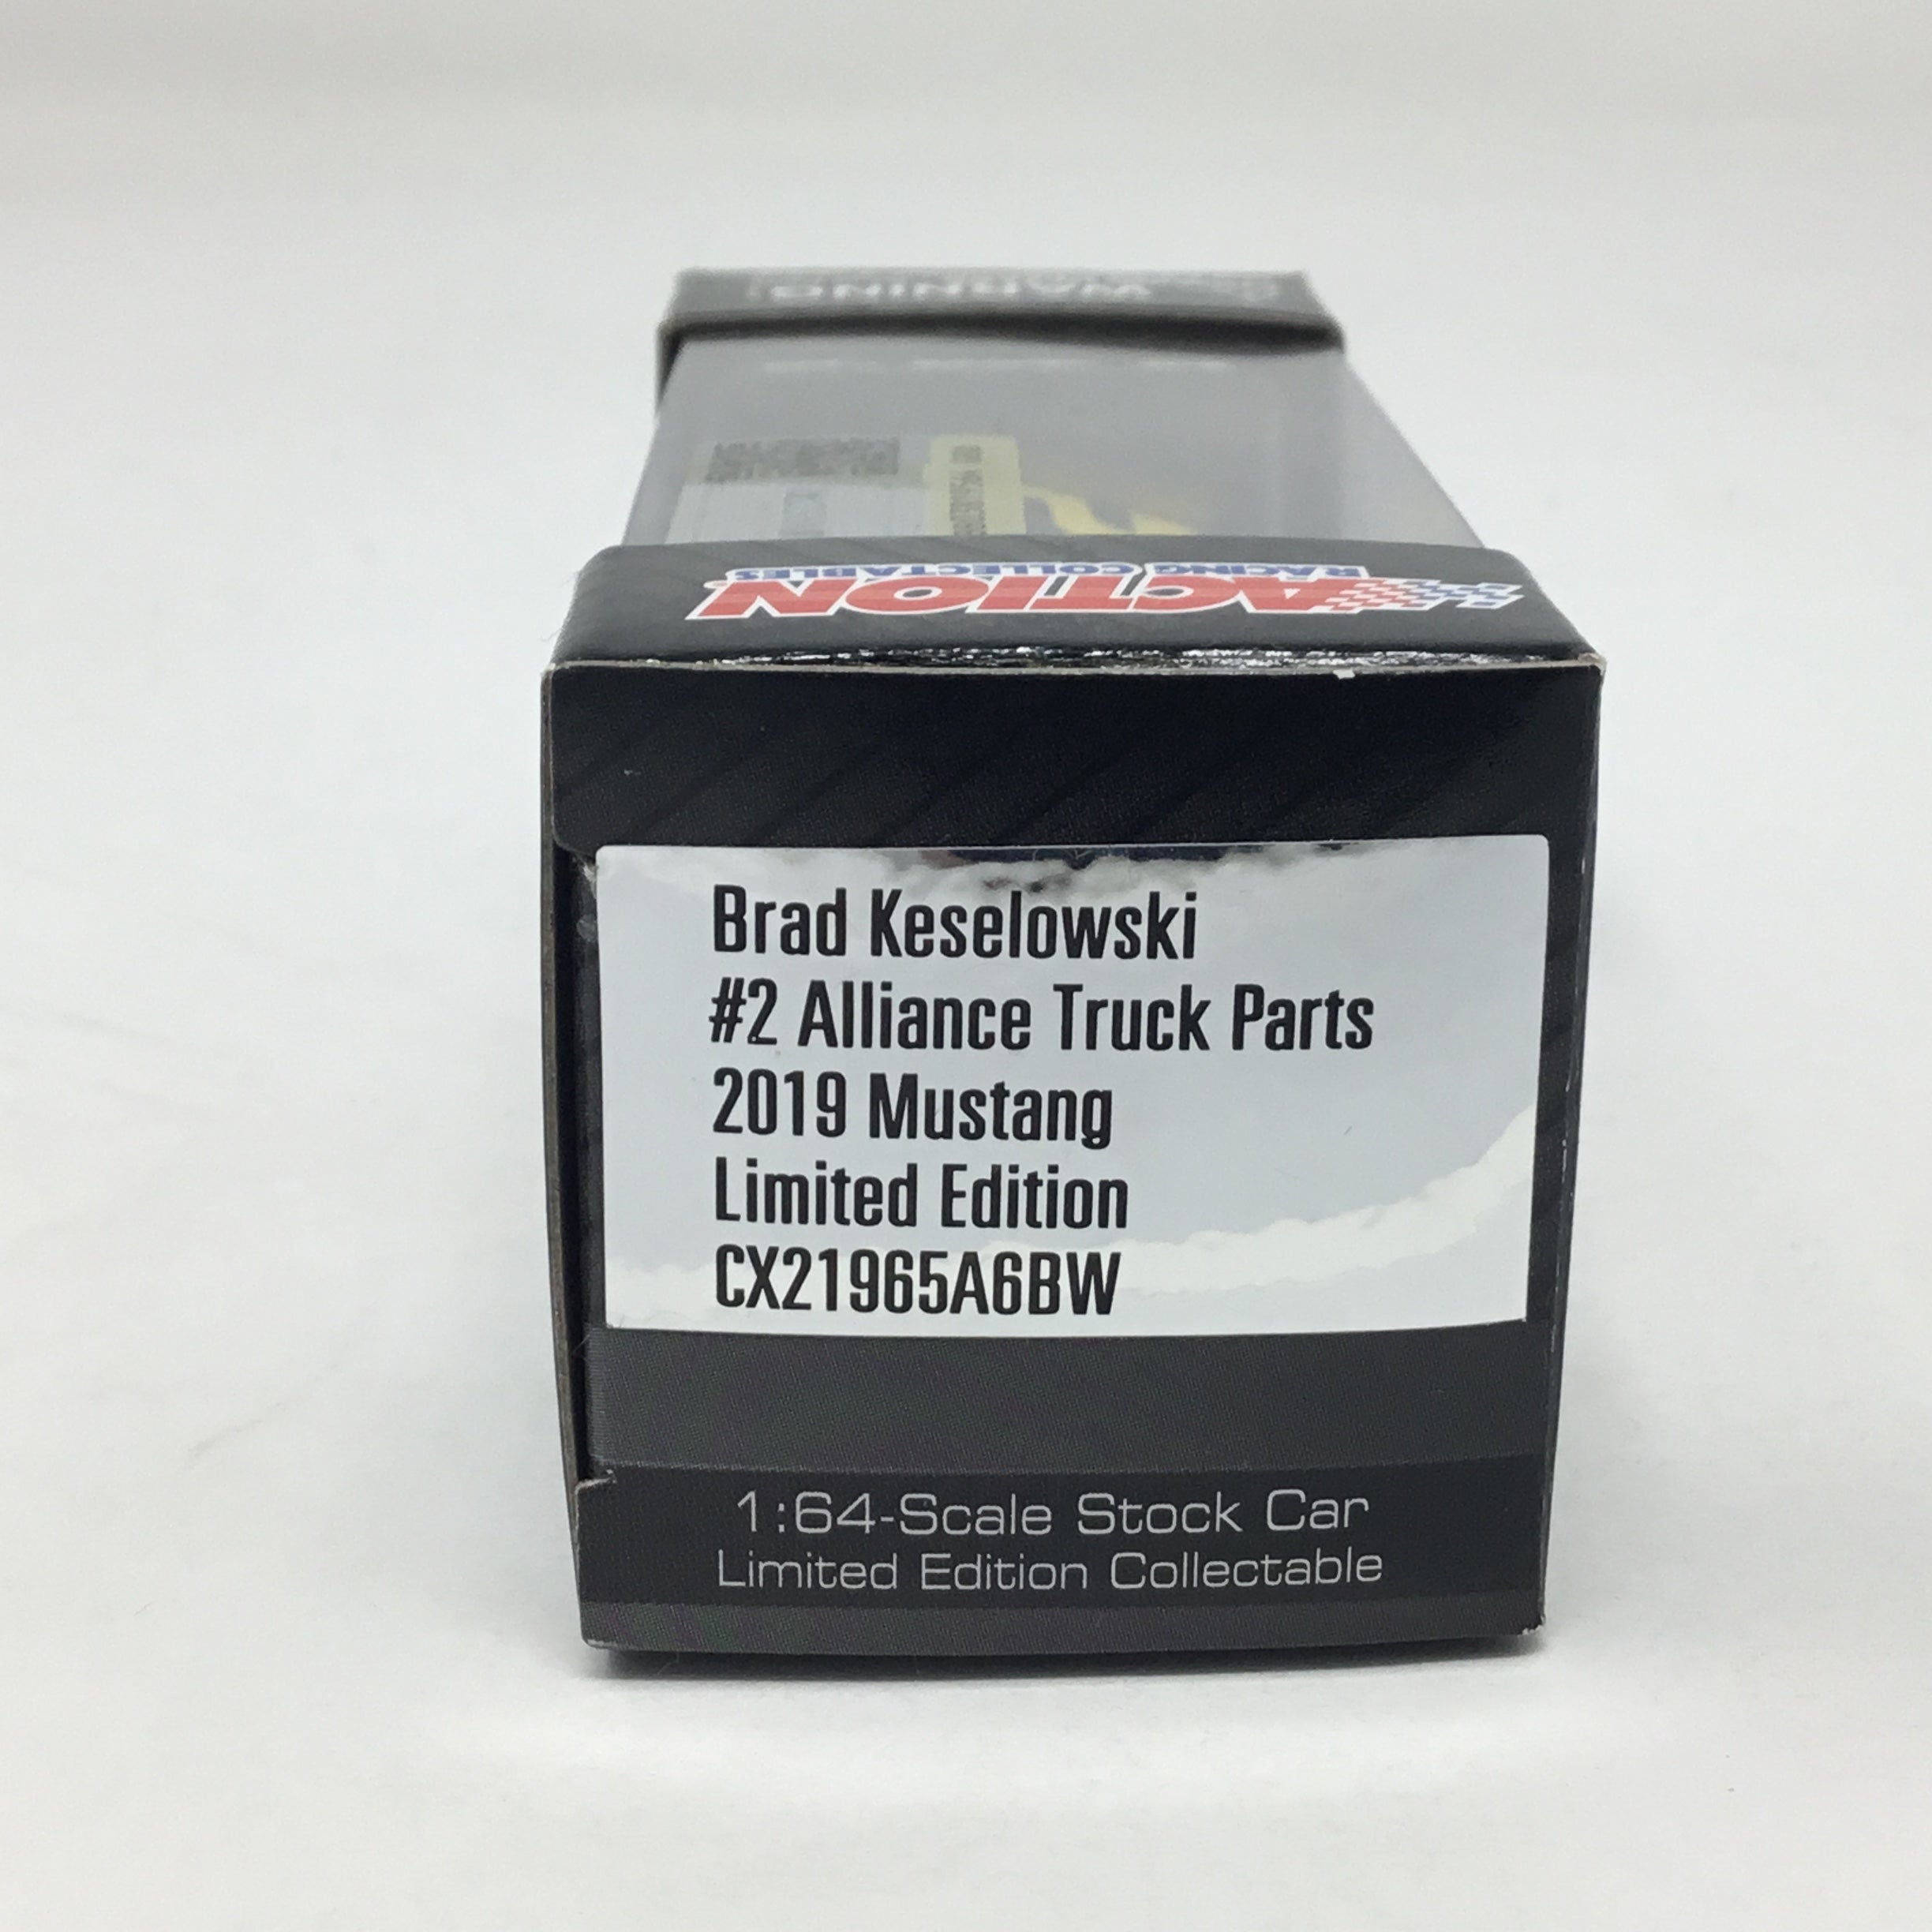 WARNING
ACTION
RACING COLLECTABLES
Brad Keselowski
#2 Alliance Truck Parts
2019 Mustang
Limited Edition
CX21965A6BW
1:64-Scale Stock Car
Limited Edition Collectable